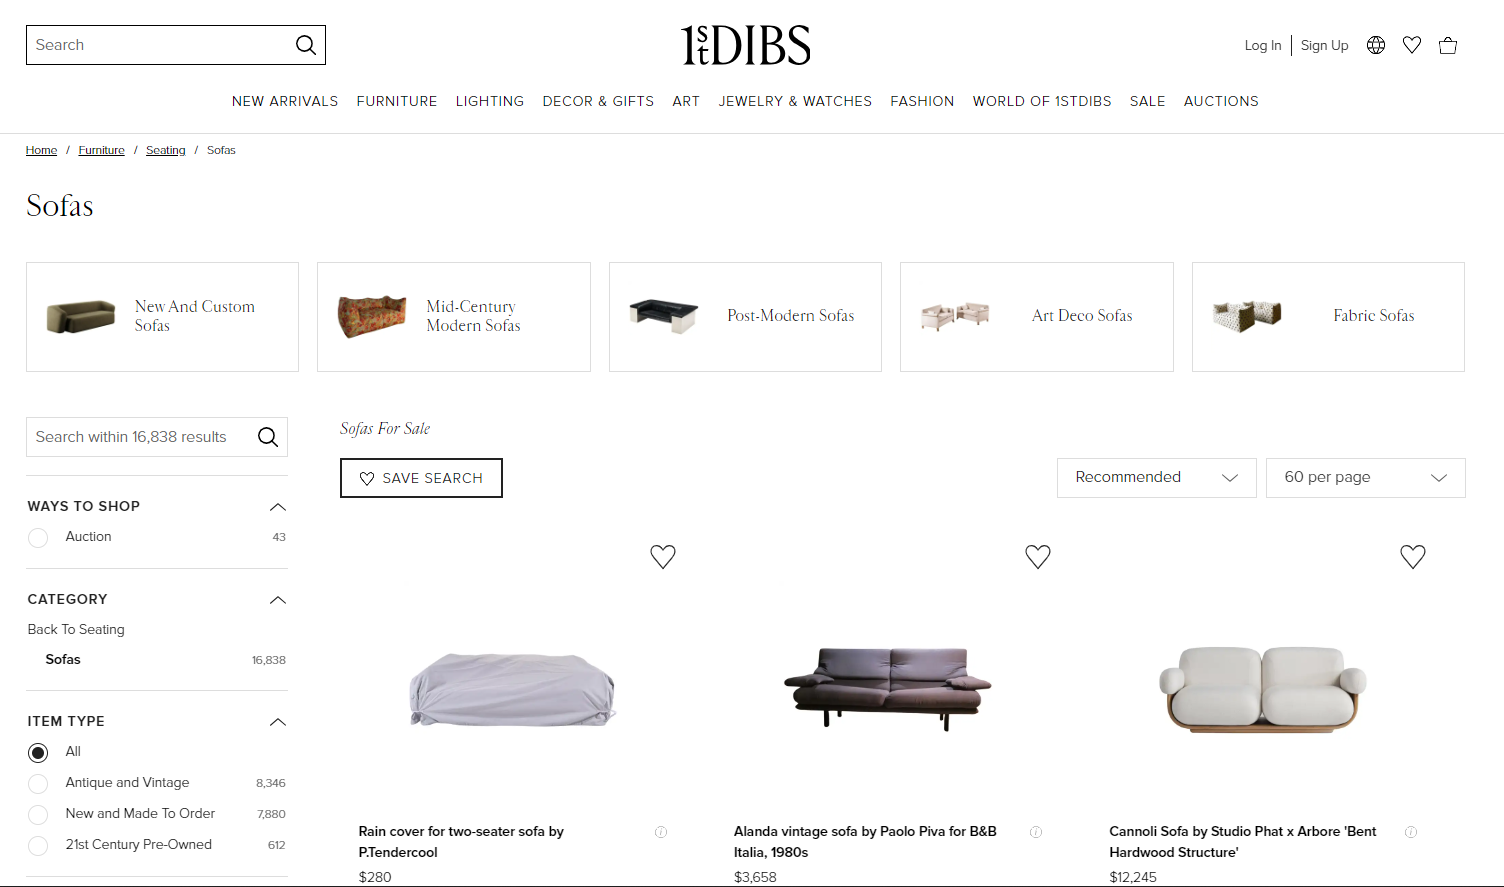 Search
1stDIBS
Log In
Sign Up
NEW ARRIVALS FURNITURE LIGHTING DECOR & GIFTS ART JEWELRY & WATCHES FASHION WORLD OF 1STDIBS SALE AUCTIONS
Home / Furniture / Seating / Sofas
Sofas
New And Custom
Sofas
Mid-Century
Modern Sofas
Post-Modern Sofas
Art Deco Sofas
Fabric Sofas
Search within 16,838 results
WAYS TO SHOP
Auction 43
CATEGORY
Back To Seating
Sofas 16,838
ITEM TYPE
All
Antique and Vintage 8,346
New and Made To Order 7,880
21st Century Pre-Owned 612
Sofas For Sale
SAVE SEARCH
Recommended
60 per page
Rain cover for two-seater sofa by
P.Tendercool
$280
Alanda vintage sofa by Paolo Piva for B&B
Italia, 1980s
$3,658
Cannoli Sofa by Studio Phat x Arbore 'Bent
Hardwood Structure'
$12,245